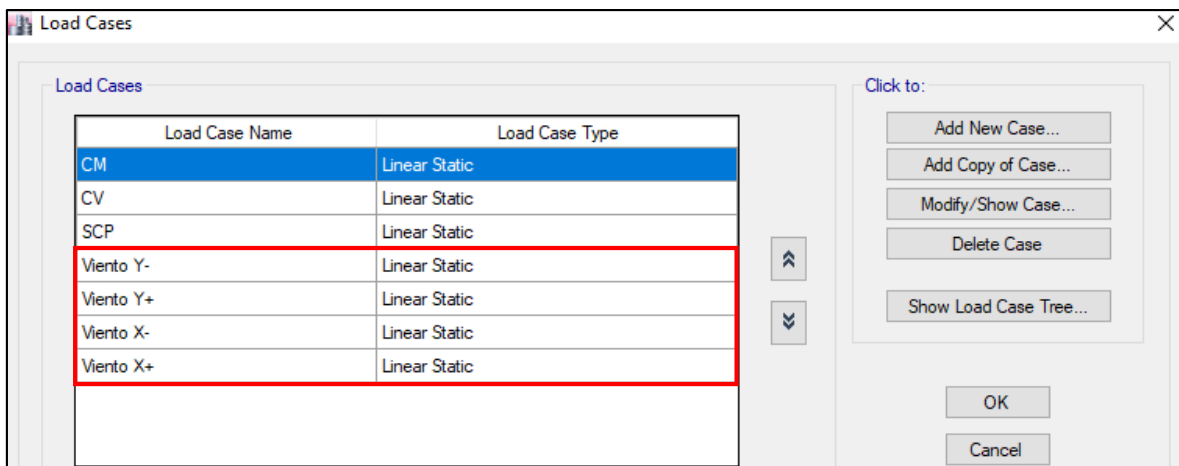 Load Cases
Load Cases
Click to:
Load Case Name Load Case Type
CM Linear Static
CV Linear Static
SCP Linear Static
Viento Y- Linear Static
Viento Y+ Linear Static
Viento X- Linear Static
Viento X+ Linear Static
Add New Case...
Add Copy of Case...
Modify/Show Case...
Delete Case
Show Load Case Tree...
OK
Cancel